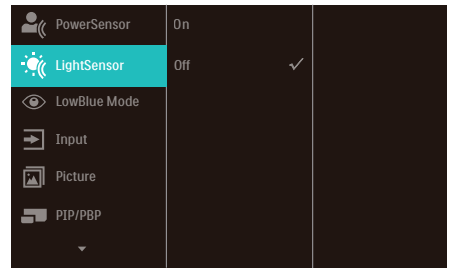 PowerSensor
On
LightSensor
Off
LowBlue Mode
Input
Picture
PIP/PBP